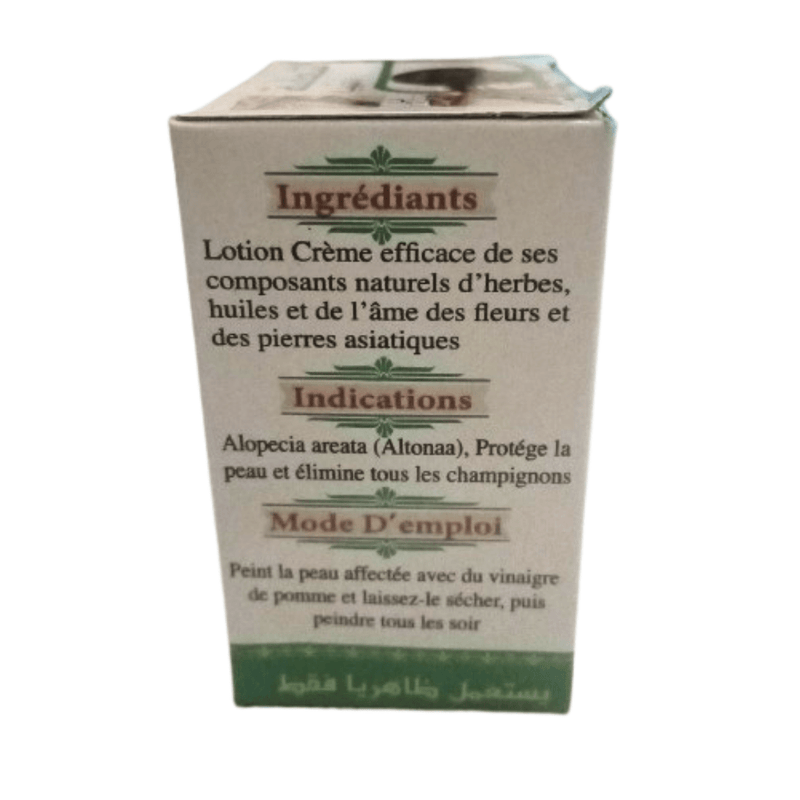 Ingrédiants
Lotion Crème efficace de ses
composants naturels d'herbes,
huiles et de l'âme des fleurs et
des pierres asiatiques
Indications
Alopecia areata (Altonaa), Protége la
peau et élimine tous les champignons
Mode D'emploi
Peint la peau affectée avec du vinaigre
de pomme et laissez-le sécher, puis
peindre tous les soir
يستعمل ظاهريا فقط